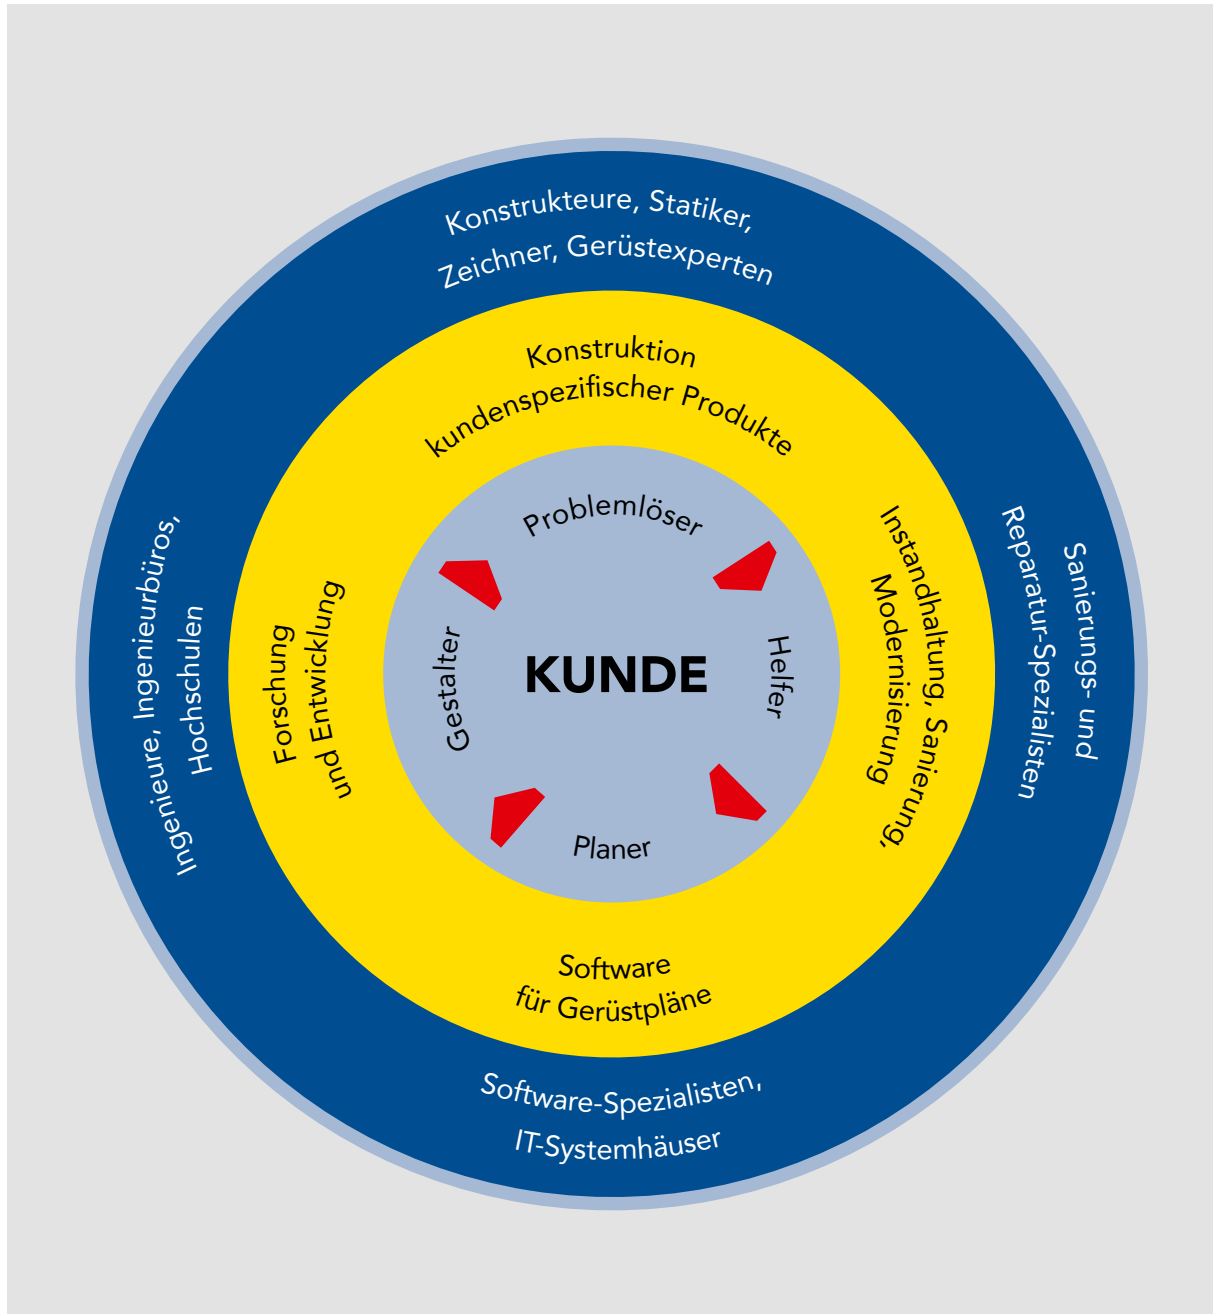 Konstrukteure, Statiker,
Zeichner, Gerüstexperten
Konstruktion
kundenspezifischer Produkte
Problemlöser
Ingenieure, Ingenieurbüros,
Hochschulen
Forschung
und Entwicklung
Gestalter
KUNDE
Helfer
Instandhaltung, Sanierung,
Modernisierung
Sanierungs- und
Reparatur-Spezialisten
Planer
Software
für Gerüstpläne
Software-Spezialisten,
IT-Systemhäuser